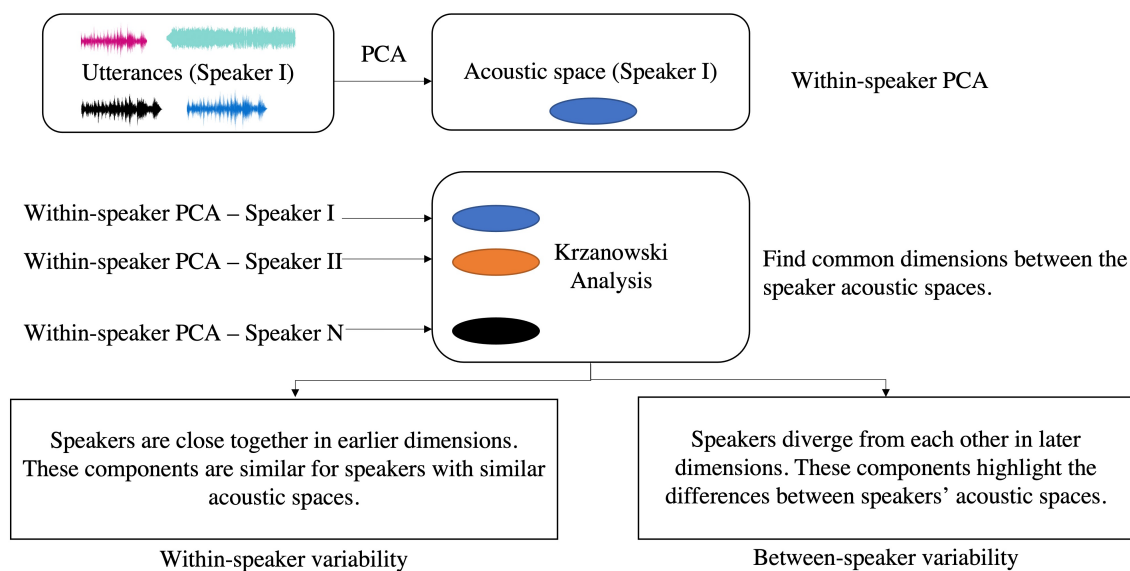 Utterances (Speaker I)
PCA
Acoustic space (Speaker I)
Within-speaker PCA
Within-speaker PCA – Speaker I
Within-speaker PCA – Speaker II
Within-speaker PCA – Speaker N
Krzanowski
Analysis
Find common dimensions between the
speaker acoustic spaces.
Speakers are close together in earlier dimensions.
These components are similar for speakers with similar
acoustic spaces.
Within-speaker variability
Speakers diverge from each other in later
dimensions. These components highlight the
differences between speakers’ acoustic spaces.
Between-speaker variability